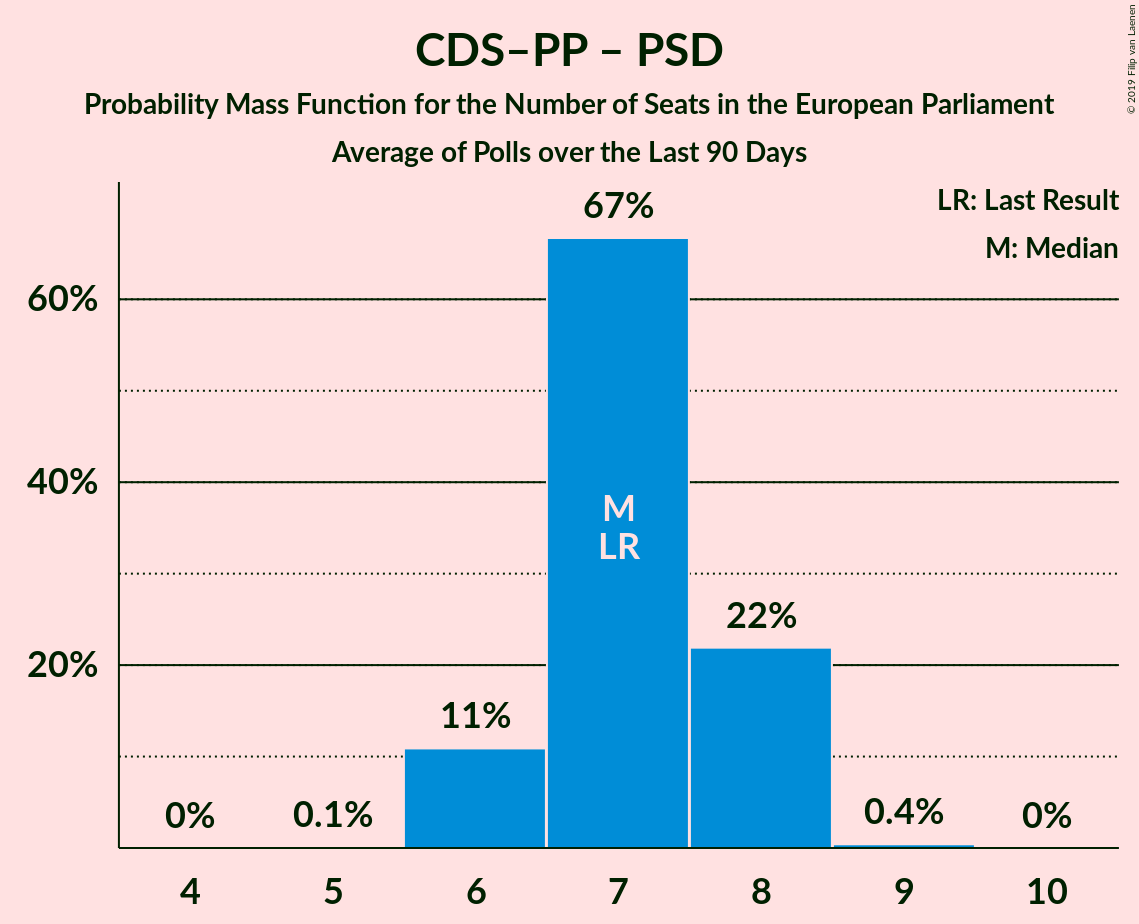 CDS–PP – PSD
Probability Mass Function for the Number of Seats in the European Parliament
Average of Polls over the Last 90 Days
© 2019 Filip van Laenen
LR: Last Result
M: Median
60%
40%
20%
0%
0.1%
11%
67%
22%
0.4%
0%
M
LR
4
5
6
7
8
9
10